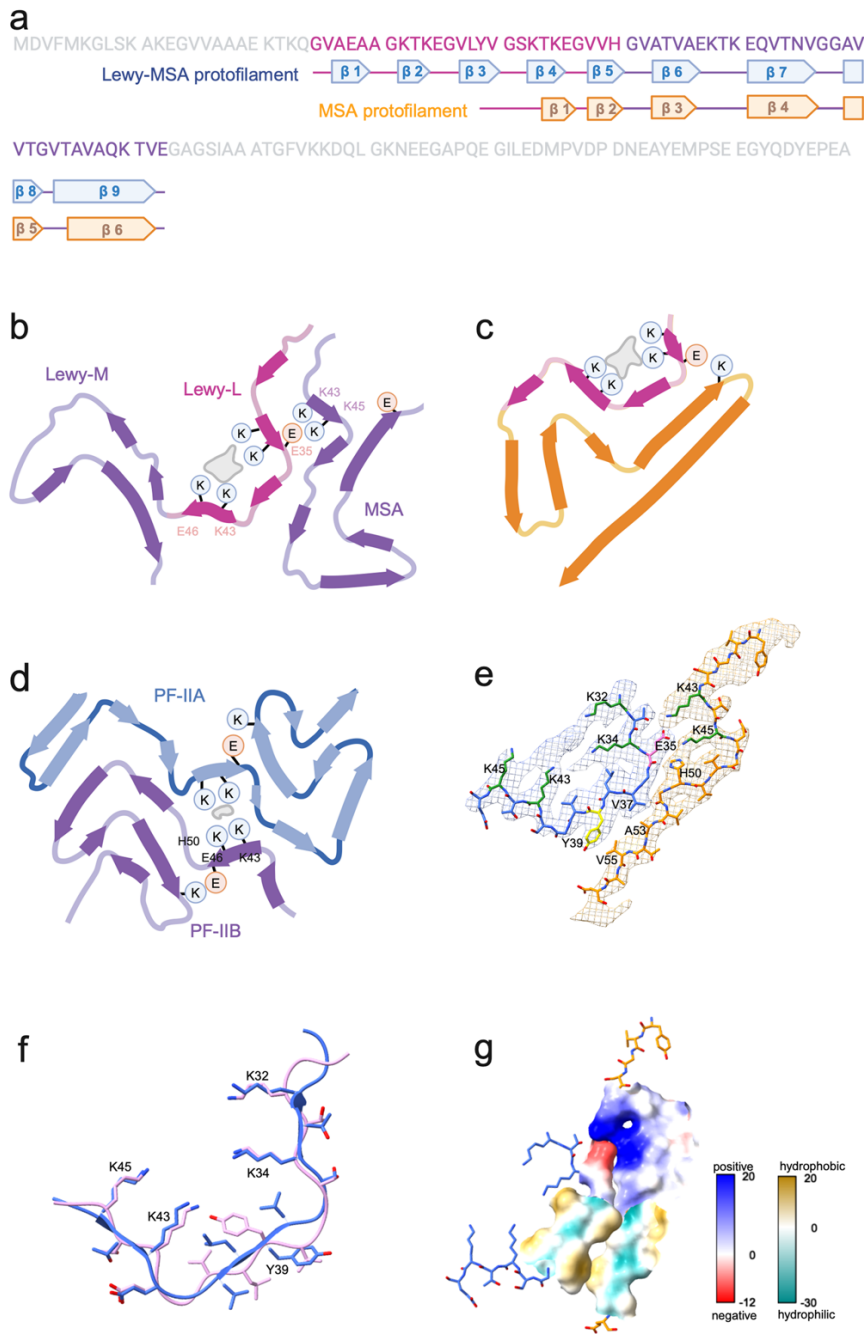 a
MDVFMKGLSK AKEGVVAAAE KTKQGVAEAA GKTKEGVLYV GSKTKEGVVH GVATVAEKTK EQVTNVGGAV
Lewy-MSA protofilament β 1 β 2 β 3 β 4 β 5 β 6 β 7
MSA protofilament β 1 β 2 β 3 β 4
VTGVTAVAQK TVEGAGSIAA ATGFVKKDQL GKNEEGAPQE GILEDMPVDP DNEAYEMPSE EGYQDYEPEA
β 8 β 9
β 5 β 6
b
Lewy-M
Lewy-L
K43
K45
K
K
K
E
K
E
K
E35
K
K
E46 K43
MSA
c
K
K
K
K
E
K
d
PF-IIA
K
E
K
K
H50
K
K
E46
K43
K
E
PF-IIB
e
K43
K32
K34
E35
K45
K45
K43
H50
V37
Y39
A53
V55
f
K32
K45
K34
K43
Y39
g
positive hydrophobic
20 20
0 0
-12 -30
negative hydrophilic